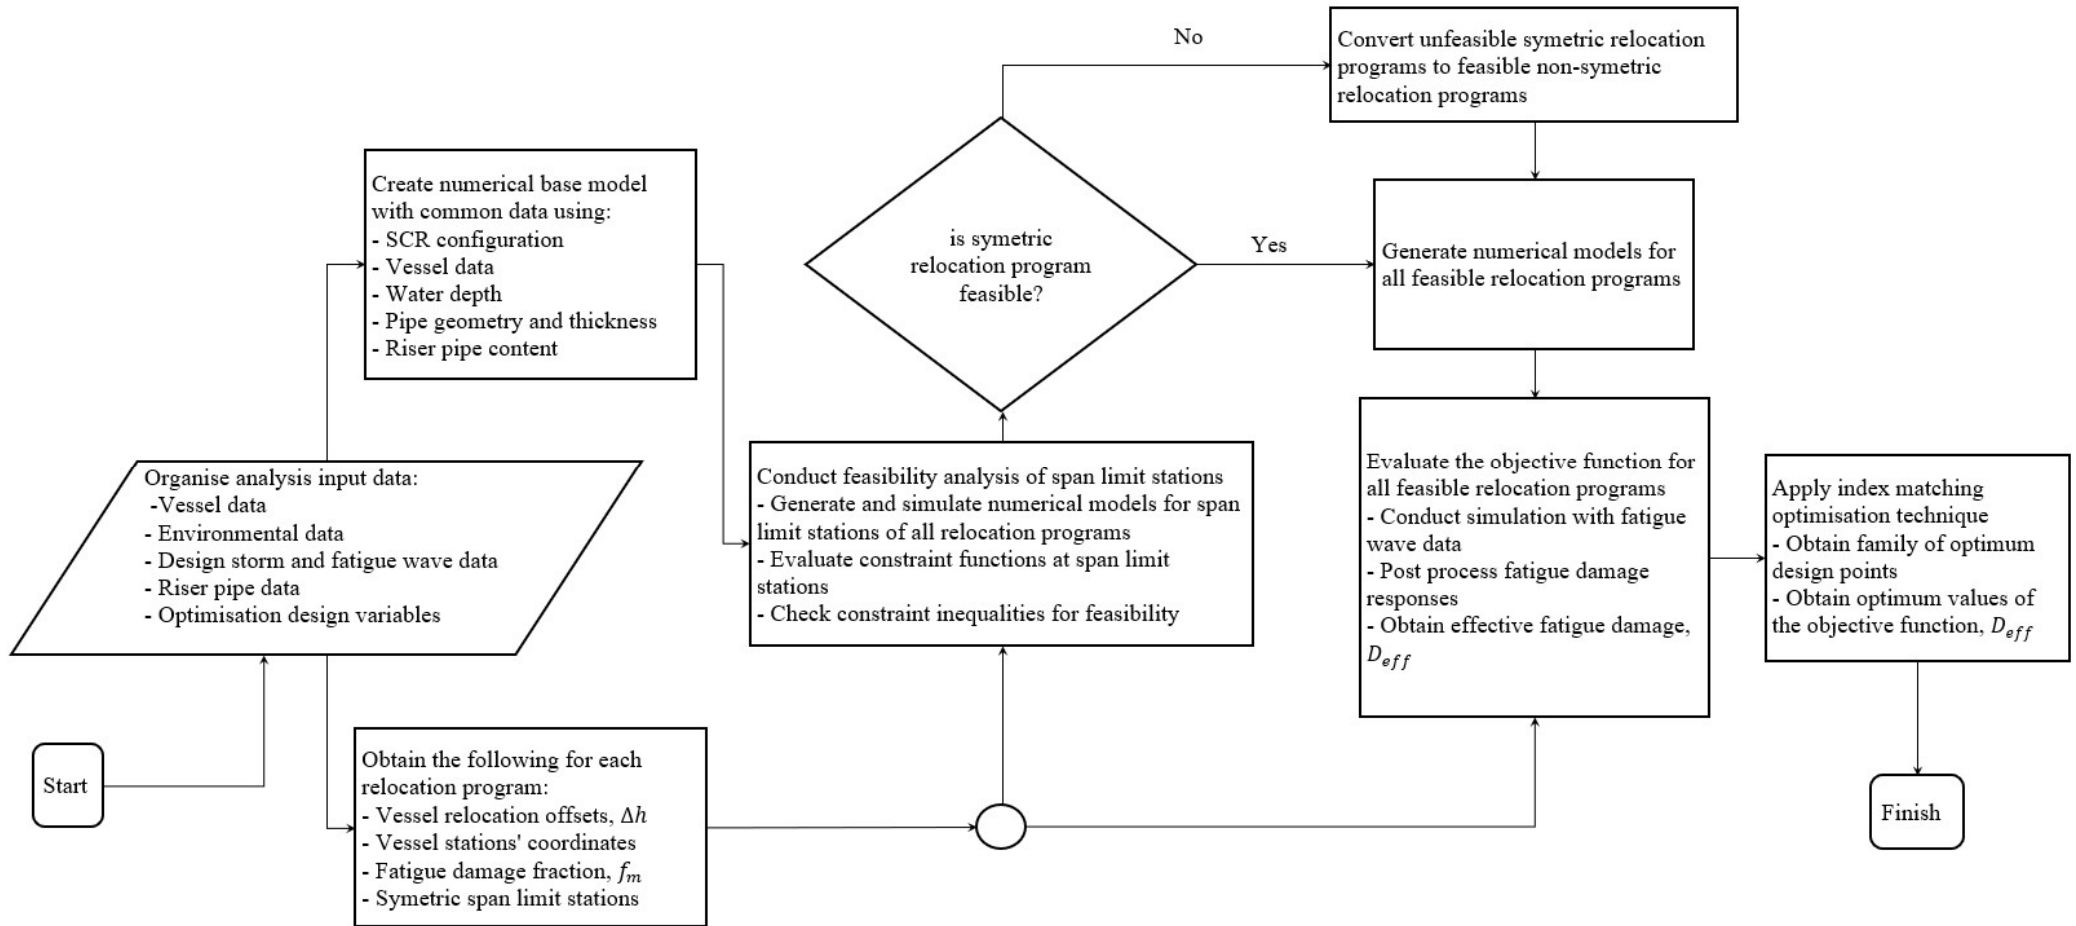 Start
Organise analysis input data:
-Vessel data
- Environmental data
- Design storm and fatigue wave data
- Riser pipe data
- Optimisation design variables
Create numerical base model
with common data using:
- SCR configuration
- Vessel data
- Water depth
- Pipe geometry and thickness
- Riser pipe content
Obtain the following for each
relocation program:
- Vessel relocation offsets, Δh
- Vessel stations' coordinates
- Fatigue damage fraction, fₘ
- Symetric span limit stations
Conduct feasibility analysis of span limit stations
- Generate and simulate numerical models for span
limit stations of all relocation programs
- Evaluate constraint functions at span limit
stations
- Check constraint inequalities for feasibility
is symetric
relocation program
feasible?
No
Yes
Convert unfeasible symetric relocation
programs to feasible non-symetric
relocation programs
Generate numerical models for
all feasible relocation programs
Evaluate the objective function for
all feasible relocation programs
- Conduct simulation with fatigue
wave data
- Post process fatigue damage
responses
- Obtain effective fatigue damage,
D_eff
Apply index matching
optimisation technique
- Obtain family of optimum
design points
- Obtain optimum values of
the objective function, D_eff
Finish